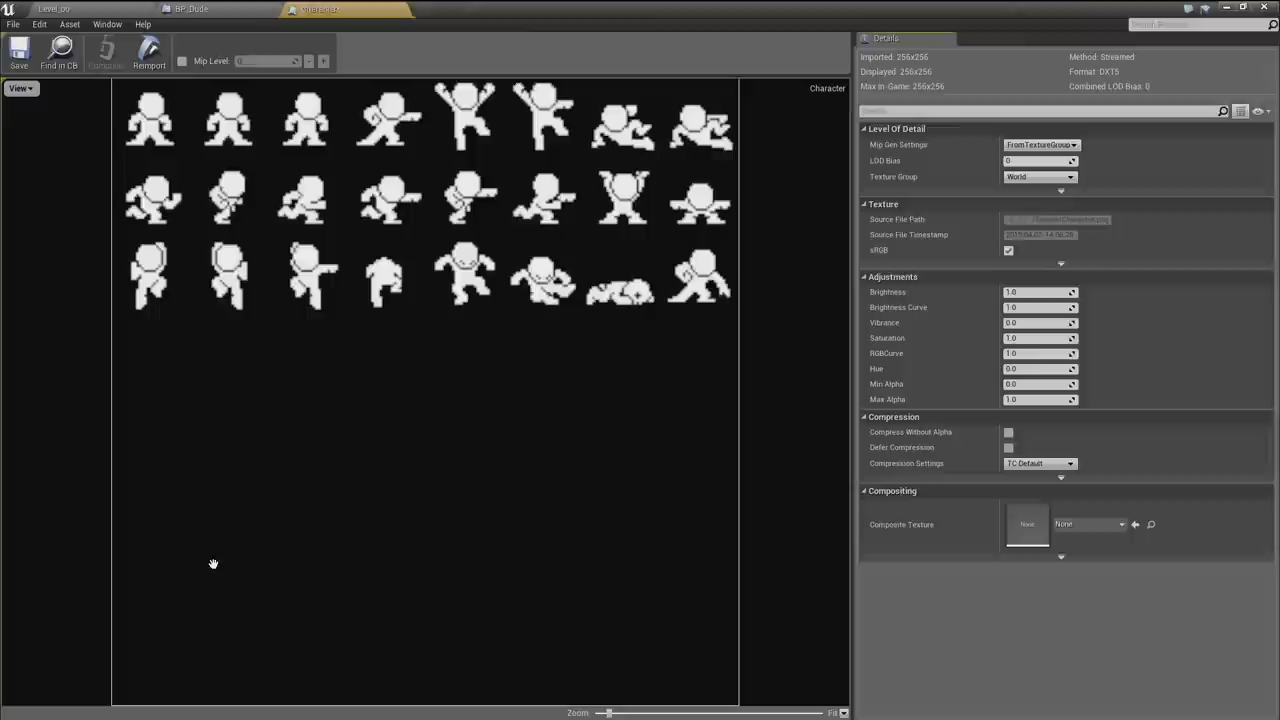 Level_00
BP_Dude
Character
File Edit Asset Window Help
Save
Find in CB
Reimport
Mip Level:
0
View
Character
Details
Imported: 256x256
Method: Streamed
Displayed: 256x256
Format: DXT5
Max In-Game: 256x256
Combined LOD Bias: 0
Level Of Detail
Mip Gen Settings
FromTextureGroup
LOD Bias
0
Texture Group
World
Texture
Source File Path
Source File Timestamp
sRGB
Adjustments
Brightness
1.0
Brightness Curve
1.0
Vibrance
0.0
Saturation
1.0
RGBCurve
1.0
Hue
0.0
Min Alpha
0.0
Max Alpha
1.0
Compression
Compress Without Alpha
Defer Compression
Compression Settings
TC Default
Compositing
Composite Texture
None
None
Zoom
Fit